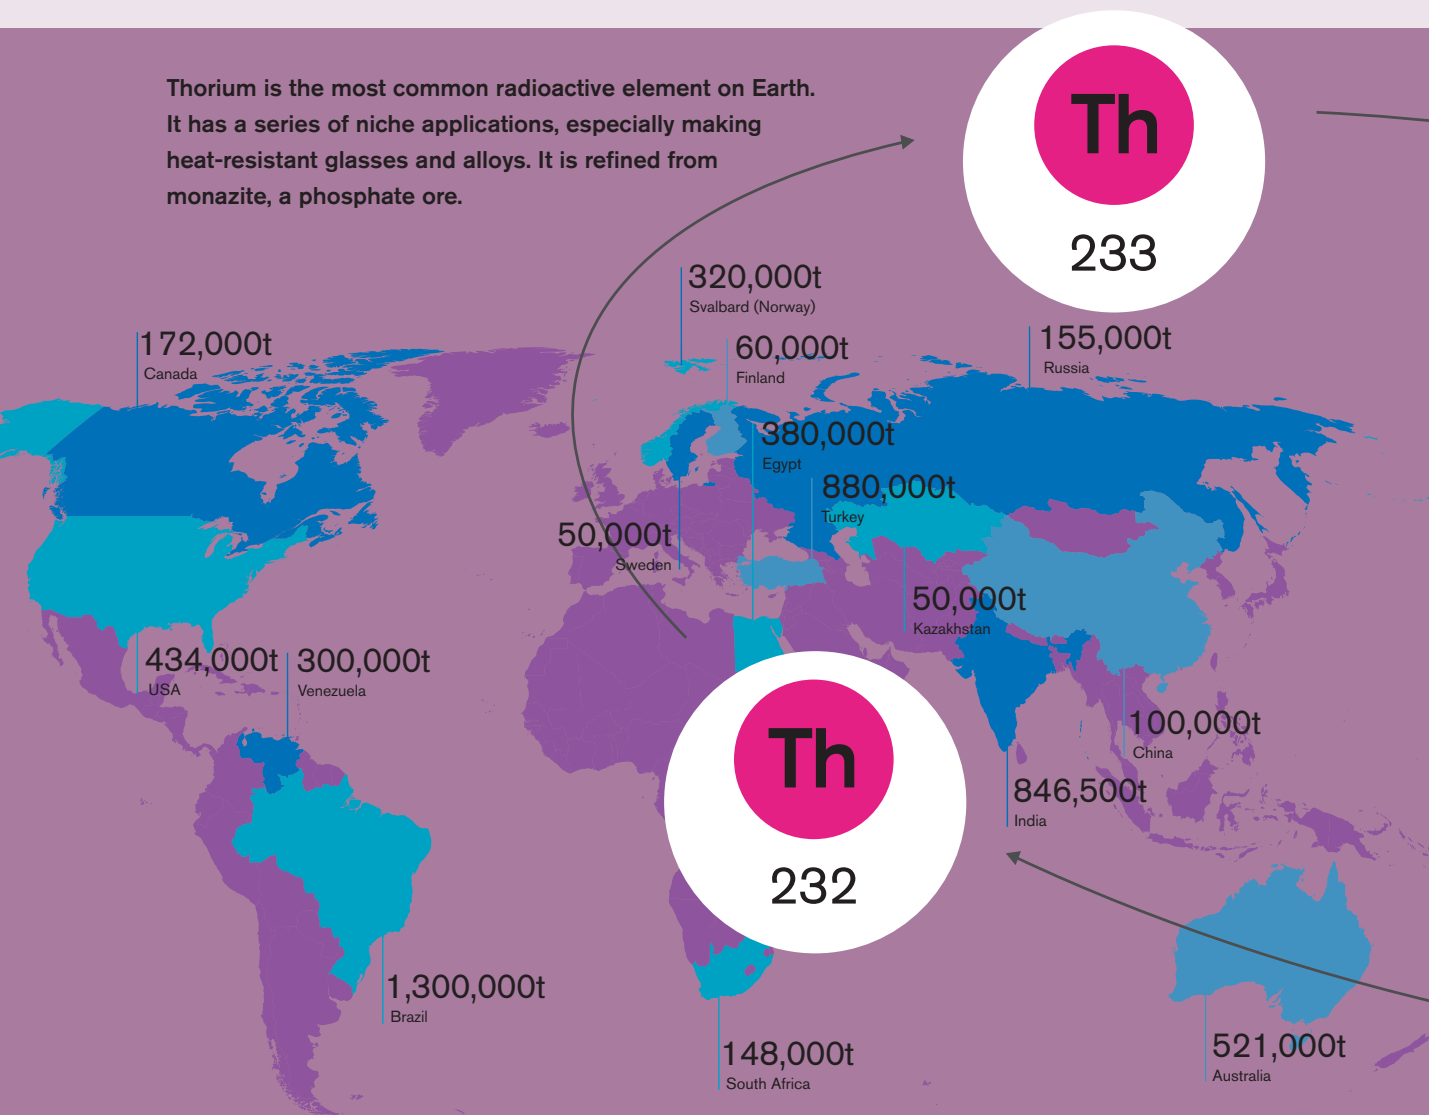 Thorium is the most common radioactive element on Earth.
It has a series of niche applications, especially making
heat-resistant glasses and alloys. It is refined from
monazite, a phosphate ore.
Th
233
320,000t
Svalbard (Norway)
172,000t
Canada
60,000t
Finland
155,000t
Russia
380,000t
Egypt
880,000t
Turkey
50,000t
Sweden
50,000t
Kazakhstan
434,000t
USA
300,000t
Venezuela
Th
232
100,000t
China
846,500t
India
1,300,000t
Brazil
148,000t
South Africa
521,000t
Australia